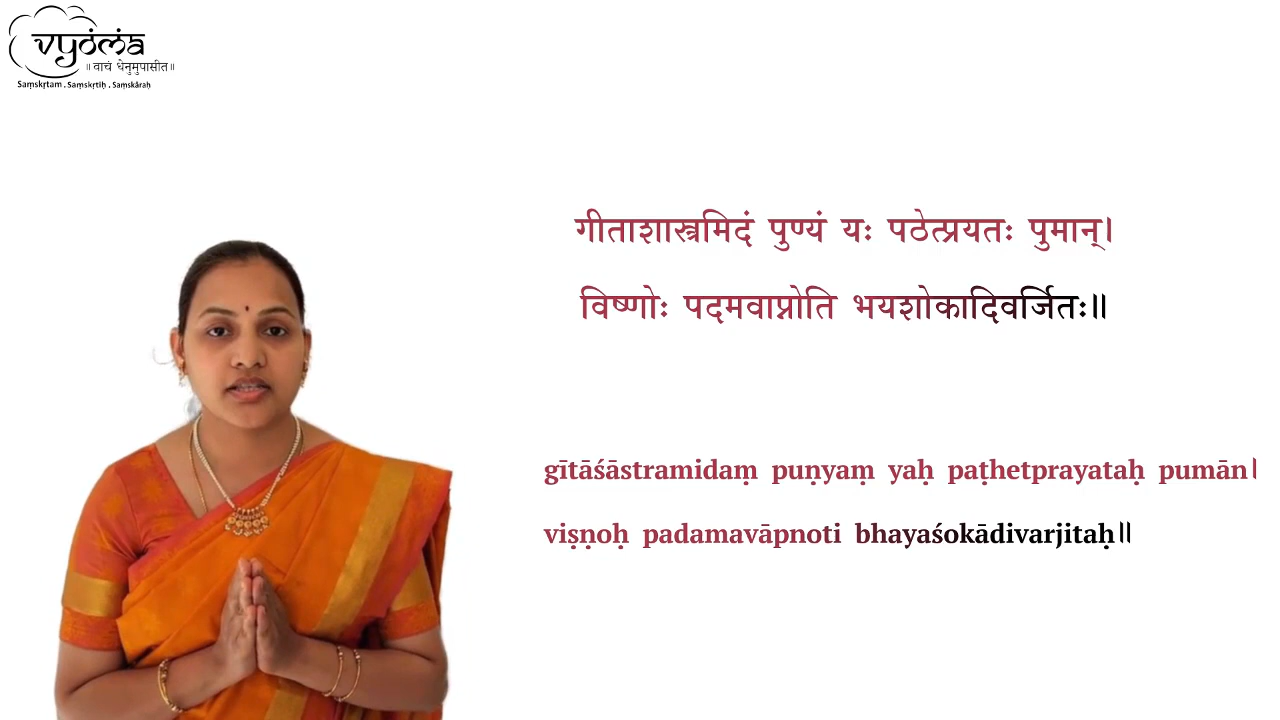 vyoma
॥ वाचं धेनुमुपासीत॥
Saṃskṛtam . Saṃskṛtiḥ . Saṃskāraḥ
गीताशास्त्रमिदं पुण्यं यः पठेत्प्रयतः पुमान्।
विष्णोः पदमवाप्नोति भयशोकादिवर्जितः॥
gītāśāstramidaṃ puṇyaṃ yaḥ paṭhetprayataḥ pumān।
viṣṇoḥ padamavāpnoti bhayaśokādivarjitaḥ॥